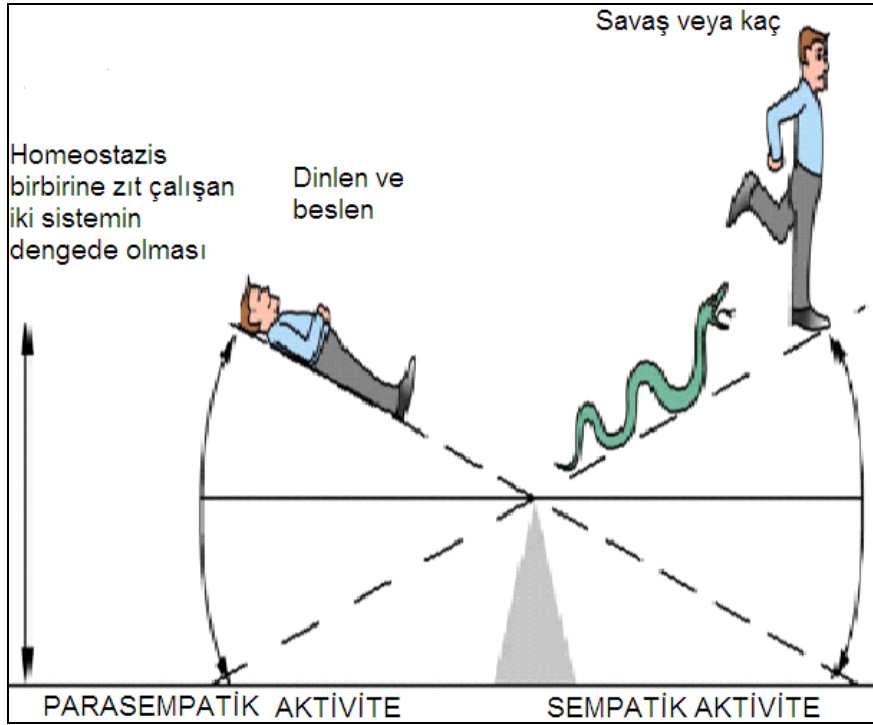 Savaş veya kaç
Homeostazis
birbirine zıt çalışan
iki sistemin
dengede olması
Dinlen ve
beslen
PARASEMPATİK AKTİVİTE
SEMPATİK AKTİVİTE